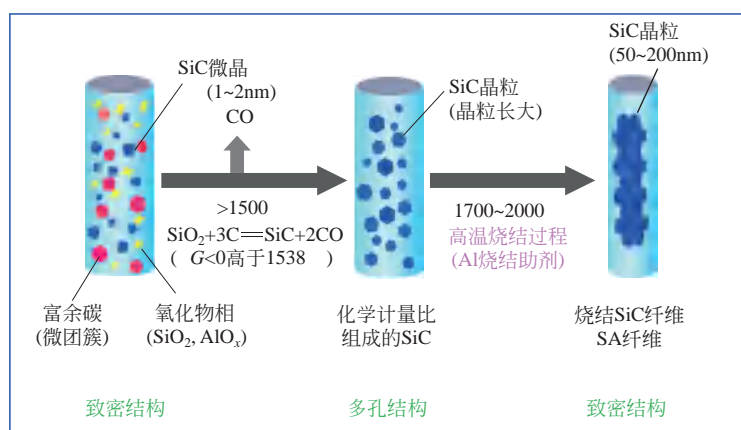 SiC微晶
(1~2nm)
CO
SiC晶粒
(晶粒长大)
SiC晶粒
(50~200nm)
>1500
SiO₂+3C══SiC+2CO
( G<0高于1538 )
1700~2000
高温烧结过程
(Al烧结助剂)
富余碳
(微团簇)
氧化物相
(SiO₂, AlOₓ)
化学计量比
组成的SiC
烧结SiC纤维
SA纤维
致密结构
多孔结构
致密结构